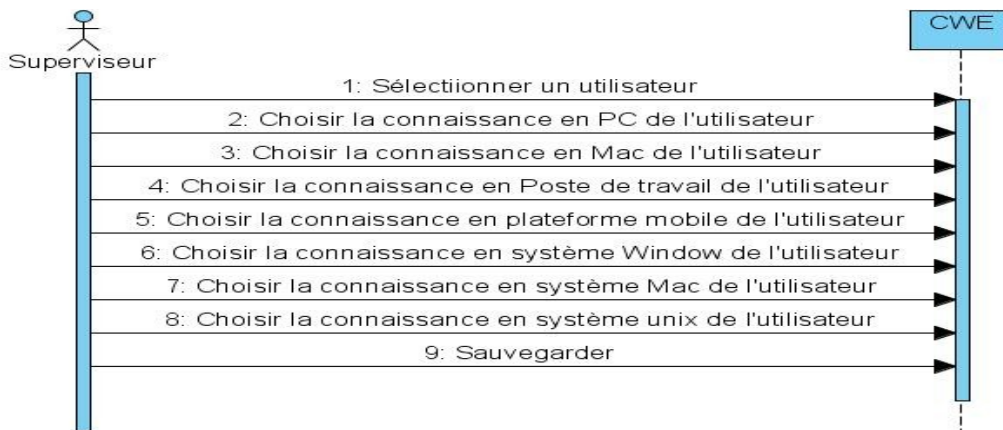 CWE
Superviseur
1: Sélectiionner un utilisateur
2: Choisir la connaissance en PC de l'utilisateur
3: Choisir la connaissance en Mac de l'utilisateur
4: Choisir la connaissance en Poste de travail de l'utilisateur
5: Choisir la connaissance en plateforme mobile de l'utilisateur
6: Choisir la connaissance en système Window de l'utilisateur
7: Choisir la connaissance en système Mac de l'utilisateur
8: Choisir la connaissance en système unix de l'utilisateur
9: Sauvegarder